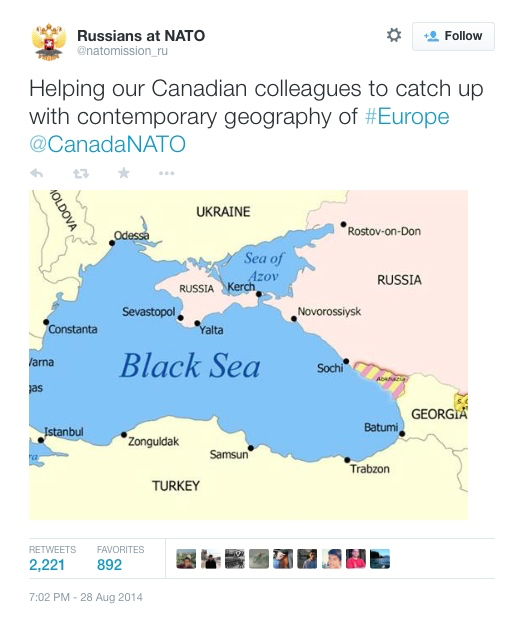 Russians at NATO
@natomission_ru
Follow
Helping our Canadian colleagues to catch up
with contemporary geography of #Europe
@CanadaNATO
MOLDOVA
UKRAINE
Odessa
Rostov-on-Don
Sea of
Azov
RUSSIA
RUSSIA
Kerch
Sevastopol
Novorossiysk
Yalta
Constanta
Black Sea
Sochi
Varna
Abkhazia
gas
S.O
GEORGIA
Istanbul
Batumi
Zonguldak
ra
Samsun
Trabzon
TURKEY
RETWEETS
FAVORITES
2,221
892
7:02 PM - 28 Aug 2014